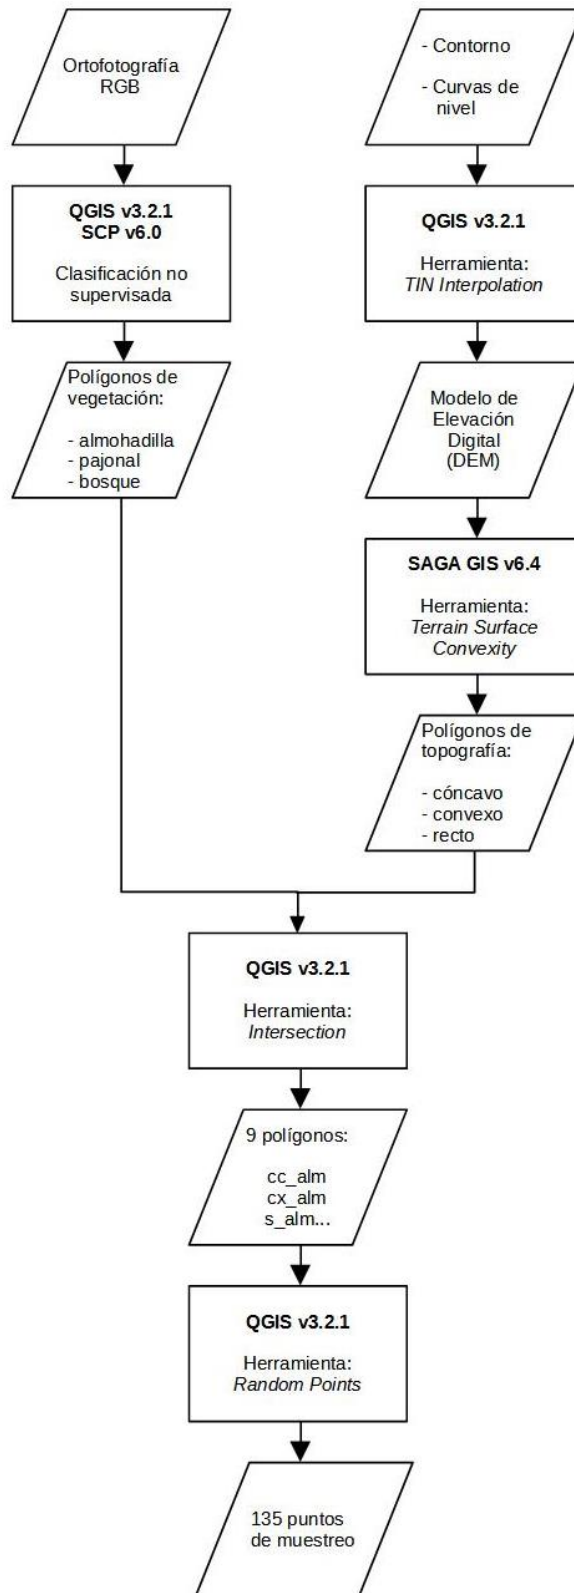 Ortofotografía
RGB
QGIS v3.2.1
SCP v6.0
Clasificación no
supervisada
Polígonos de
vegetación:
- almohadilla
- pajonal
- bosque
- Contorno
- Curvas de
nivel
QGIS v3.2.1
Herramienta:
TIN Interpolation
Modelo de
Elevación
Digital
(DEM)
SAGA GIS v6.4
Herramienta:
Terrain Surface
Convexity
Polígonos de
topografía:
- cóncavo
- convexo
- recto
QGIS v3.2.1
Herramienta:
Intersection
9 polígonos:
cc_alm
cx_alm
s_alm...
QGIS v3.2.1
Herramienta:
Random Points
135 puntos
de muestreo